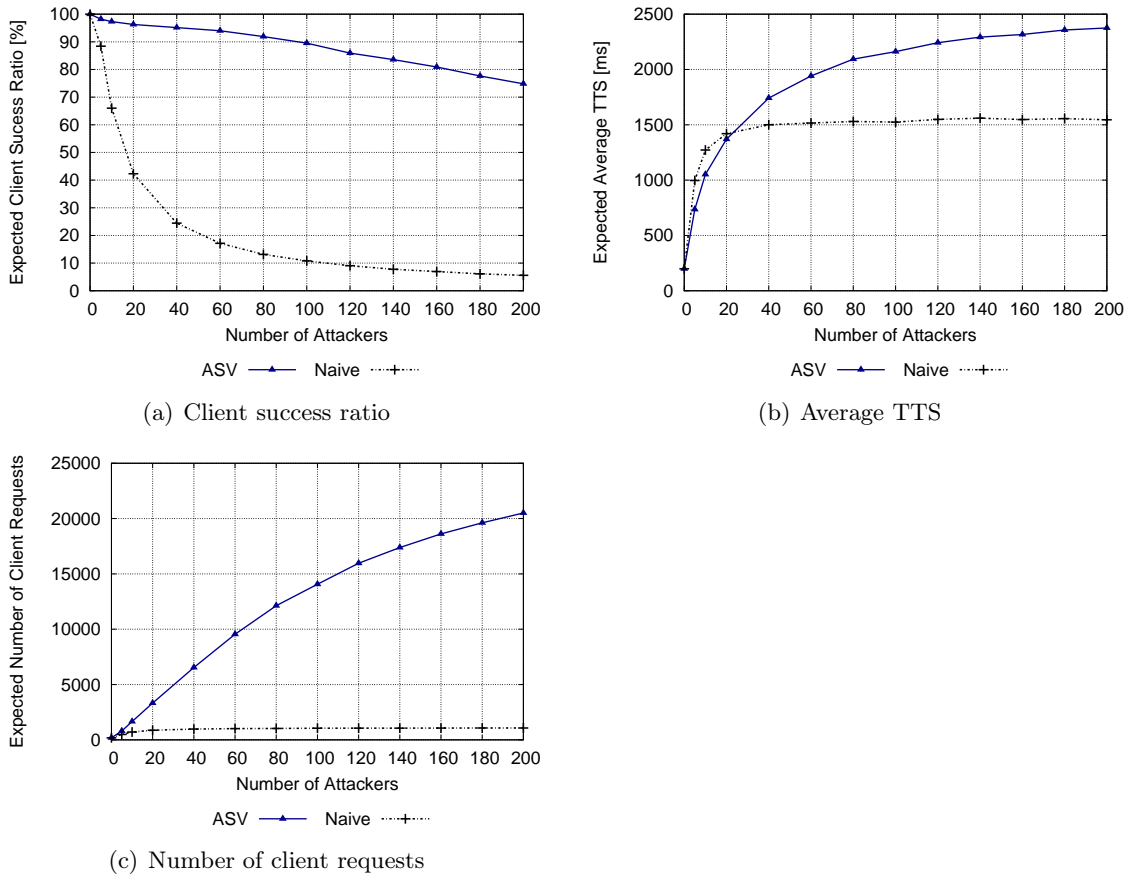 Expected Client Sucess Ratio [%]
100
90
80
70
60
50
40
30
20
10
0
0 20 40 60 80 100 120 140 160 180 200
Number of Attackers
ASV Naive
(a) Client success ratio
Expected Average TTS [ms]
2500
2000
1500
1000
500
0
0 20 40 60 80 100 120 140 160 180 200
Number of Attackers
ASV Naive
(b) Average TTS
Expected Number of Client Requests
25000
20000
15000
10000
5000
0
0 20 40 60 80 100 120 140 160 180 200
Number of Attackers
ASV Naive
(c) Number of client requests